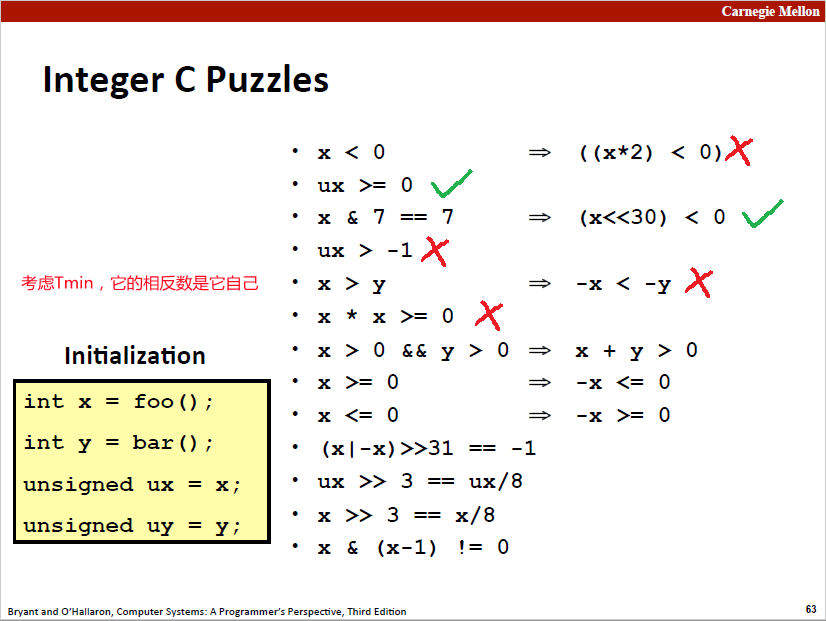 Carnegie Mellon
Integer C Puzzles
• x < 0 ⇒ ((x*2) < 0)
• ux >= 0
• x & 7 == 7 ⇒ (x<<30) < 0
• ux > -1
考虑Tmin，它的相反数是它自己
• x > y ⇒ -x < -y
• x * x >= 0
• x > 0 && y > 0 ⇒ x + y > 0
• x >= 0 ⇒ -x <= 0
• x <= 0 ⇒ -x >= 0
• (x|-x)>>31 == -1
• ux >> 3 == ux/8
• x >> 3 == x/8
• x & (x-1) != 0
Initialization
int x = foo();
int y = bar();
unsigned ux = x;
unsigned uy = y;
Bryant and O'Hallaron, Computer Systems: A Programmer's Perspective, Third Edition
63